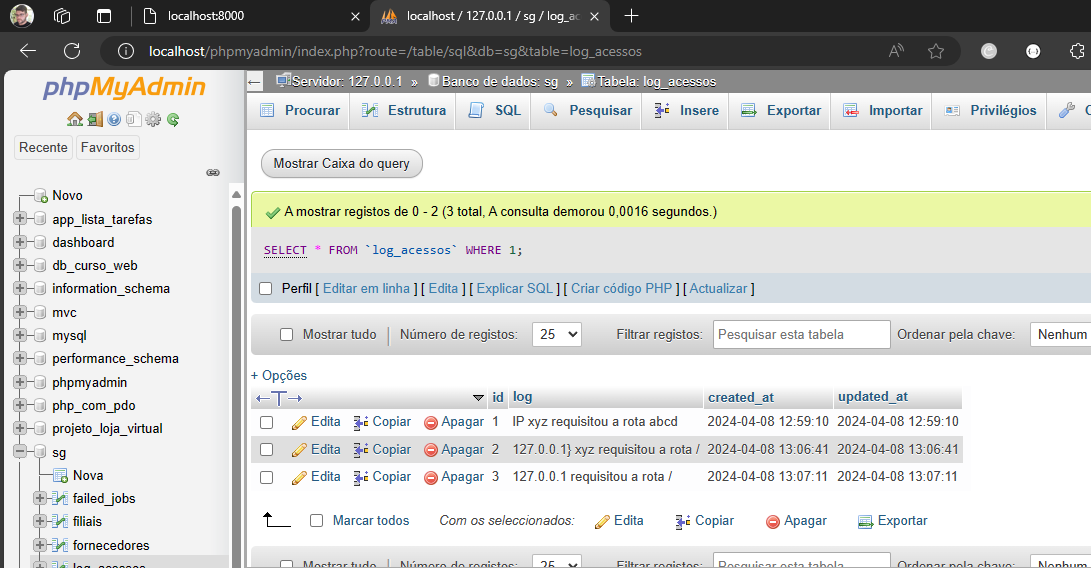 localhost:8000
localhost / 127.0.0.1 / sg / log_ac
localhost/phpmyadmin/index.php?route=/table/sql&db=sg&table=log_acessos
phpMyAdmin
Recente Favoritos
Novo
app_lista_tarefas
dashboard
db_curso_web
information_schema
mvc
mysql
performance_schema
phpmyadmin
php_com_pdo
projeto_loja_virtual
sg
Nova
failed_jobs
filiais
fornecedores
log_acessos
Servidor: 127.0.0.1 » Banco de dados: sg » Tabela: log_acessos
Procurar Estrutura SQL Pesquisar Insere Exportar Importar Privilégios
Mostrar Caixa do query
A mostrar registos de 0 - 2 (3 total, A consulta demorou 0,0016 segundos.)
SELECT * FROM `log_acessos` WHERE 1;
Perfil [ Editar em linha ] [ Edita ] [ Explicar SQL ] [ Criar código PHP ] [ Actualizar ]
Mostrar tudo Número de registos: 25 Filtrar registos: Pesquisar esta tabela Ordenar pela chave: Nenhum
+ Opções
id log created_at updated_at
Edita Copiar Apagar 1 IP xyz requisitou a rota abcd 2024-04-08 12:59:10 2024-04-08 12:59:10
Edita Copiar Apagar 2 127.0.0.1} xyz requisitou a rota / 2024-04-08 13:06:41 2024-04-08 13:06:41
Edita Copiar Apagar 3 127.0.0.1 requisitou a rota / 2024-04-08 13:07:11 2024-04-08 13:07:11
Marcar todos Com os seleccionados: Edita Copiar Apagar Exportar
Mostrar tudo Número de registos: 25 Filtrar registos: Pesquisar esta tabela Ordenar pela chave: Nenhum